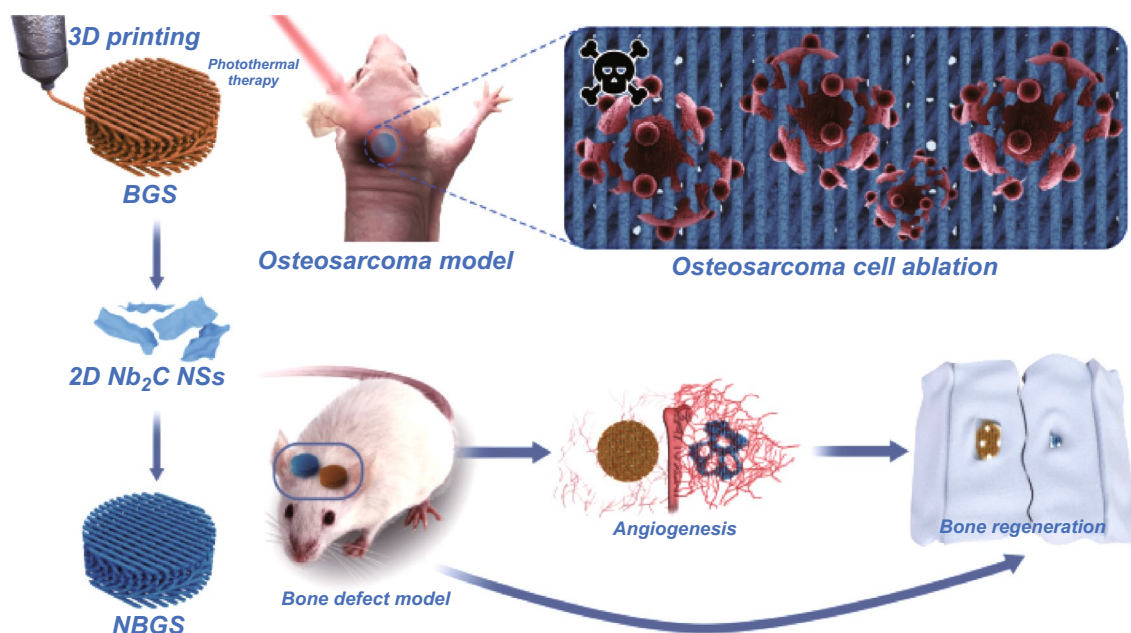 3D printing
Photothermal
therapy
BGS
Osteosarcoma model
Osteosarcoma cell ablation
2D Nb₂C NSs
NBGS
Bone defect model
Angiogenesis
Bone regeneration